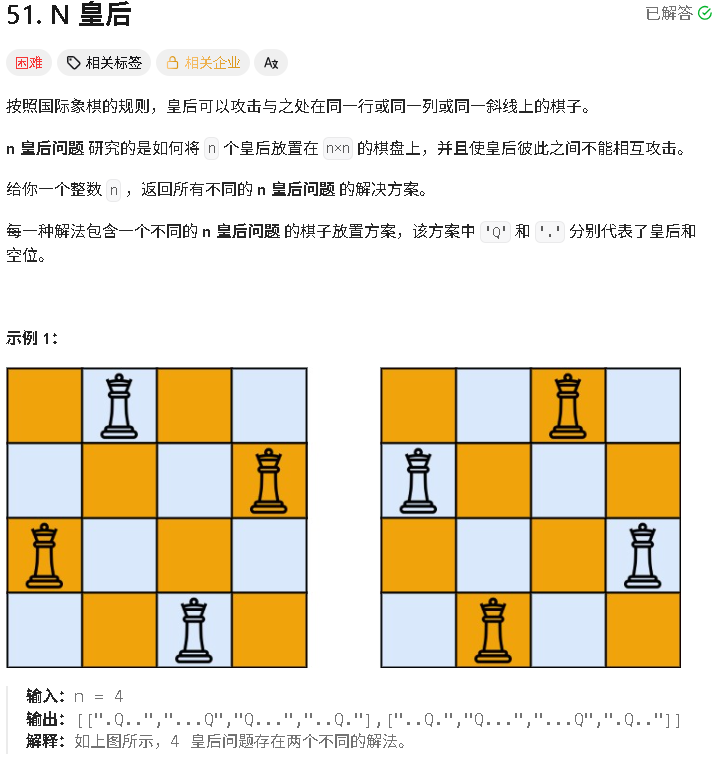 51. N 皇后
已解答
困难 相关标签 相关企业 Az
按照国际象棋的规则，皇后可以攻击与之处在同一行或同一列或同一斜线上的棋子。
n 皇后问题 研究的是如何将 n 个皇后放置在 n×n 的棋盘上，并且使皇后彼此之间不能相互攻击。
给你一个整数 n ，返回所有不同的 n 皇后问题 的解决方案。
每一种解法包含一个不同的 n 皇后问题 的棋子放置方案，该方案中 'Q' 和 '.' 分别代表了皇后和
空位。
示例 1：
输入：n = 4
输出：[[".Q..","...Q","Q...","..Q."],["..Q.","Q...","...Q",".Q.."]]
解释：如上图所示，4 皇后问题存在两个不同的解法。